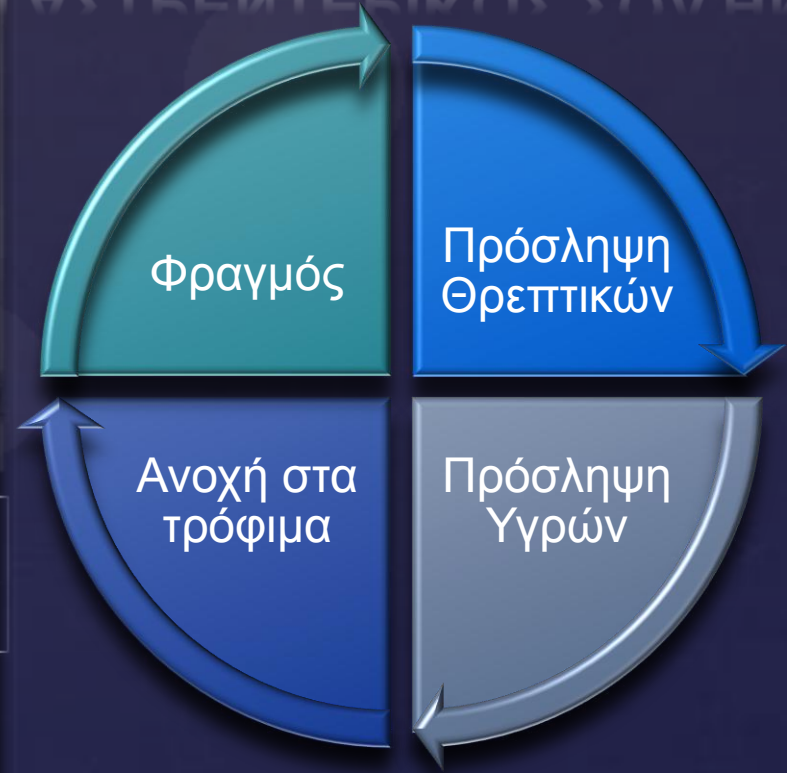 Φραγμός
Πρόσληψη
Θρεπτικών
Ανοχή στα
τρόφιμα
Πρόσληψη
Υγρών